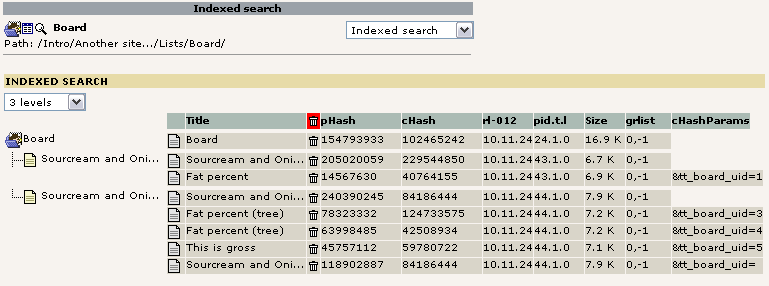 Indexed search
Board
Indexed search
Path: /Intro/Another site.../Lists/Board/
INDEXED SEARCH
3 levels
Title pHash cHash rl-012 pid.t.l Size grlist cHashParams
Board Board 154793933 102465242 10.11.24 24.1.0 16.9 K 0,-1
Sourcream and Oni... Sourcream and Oni... 205020059 229544850 10.11.24 43.1.0 6.7 K 0,-1
Fat percent 14567630 40764155 10.11.24 43.1.0 6.9 K 0,-1 &tt_board_uid=1
Sourcream and Oni... Sourcream and Oni... 240390245 84186444 10.11.24 44.1.0 7.9 K 0,-1
Fat percent (tree) 78323332 124733575 10.11.24 44.1.0 7.2 K 0,-1 &tt_board_uid=3
Fat percent (tree) 63998485 42508934 10.11.24 44.1.0 7.2 K 0,-1 &tt_board_uid=4
This is gross 45757112 59780722 10.11.24 44.1.0 7.1 K 0,-1 &tt_board_uid=5
Sourcream and Oni... 118902887 84186444 10.11.24 44.1.0 7.9 K 0,-1 &tt_board_uid=